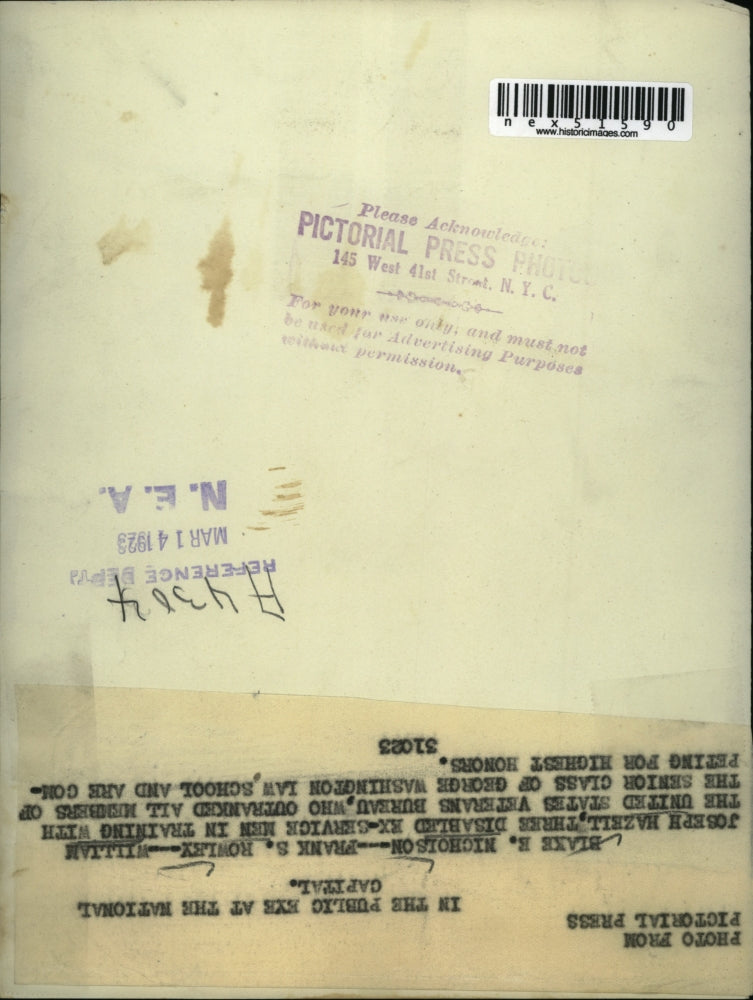 nex51590
www.historicimages.com
Please Acknowledge:
PICTORIAL PRESS PHOTOS
145 West 41st Street, N. Y. C.
For your use only; and must not
be used for Advertising Purposes
without permission.
N. E. A.
MAR 14 1923
REFERENCE DEPT.
H4364
PHOTO FROM
PICTORIAL PRESS
IN THE PUBLIC EYE AT THE NATIONAL
CAPITAL.
BLAKE E. NICHOLSON---FRANK S. ROWLEY---WILLIAM
JOSEPH HAZELL, THREE DISABLED EX-SERVICE MEN IN TRAINING WITH
THE UNITED STATES VETERANS BUREAU, WHO OUTRANKED ALL MEMBERS OF
THE SENIOR CLASS OF GEORGE WASHINGTON LAW SCHOOL AND ARE COM-
PETING FOR HIGHEST HONORS.
31023